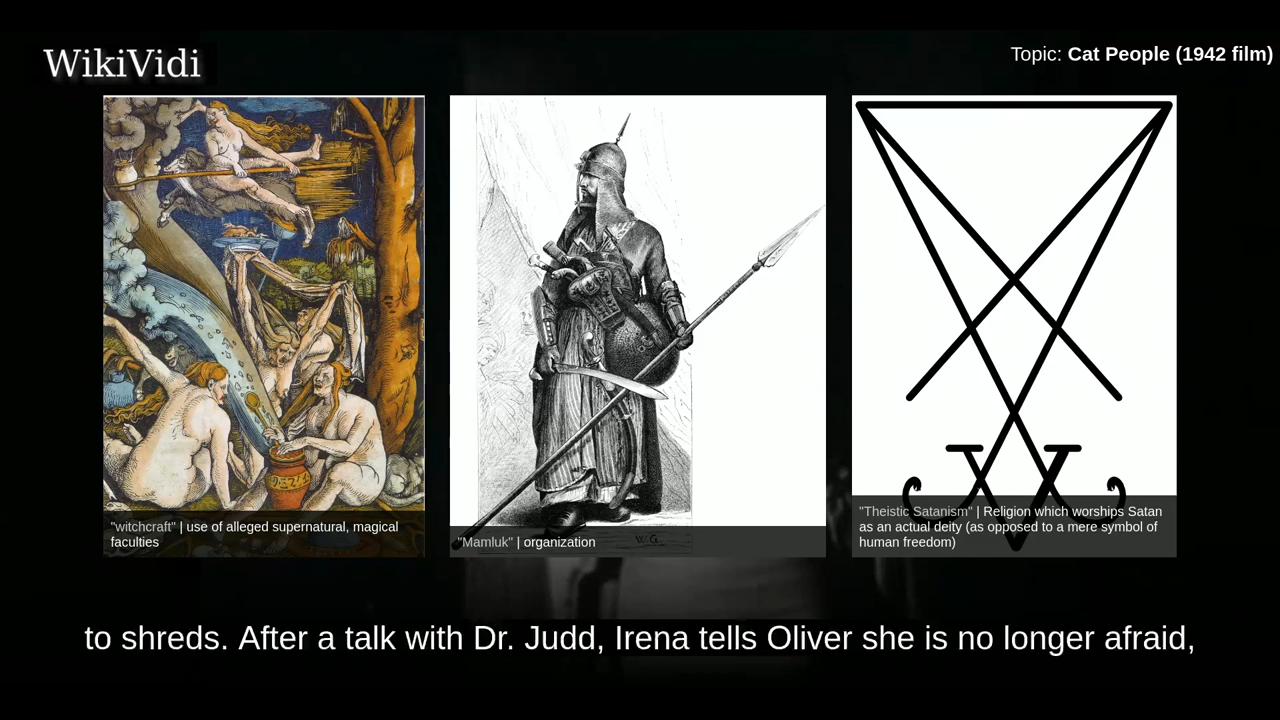 WikiVidi
Topic: Cat People (1942 film)
"witchcraft" | use of alleged supernatural, magical
faculties
"Mamluk" | organization
W.G.
"Theistic Satanism" | Religion which worships Satan
as an actual deity (as opposed to a mere symbol of
human freedom)
to shreds. After a talk with Dr. Judd, Irena tells Oliver she is no longer afraid,